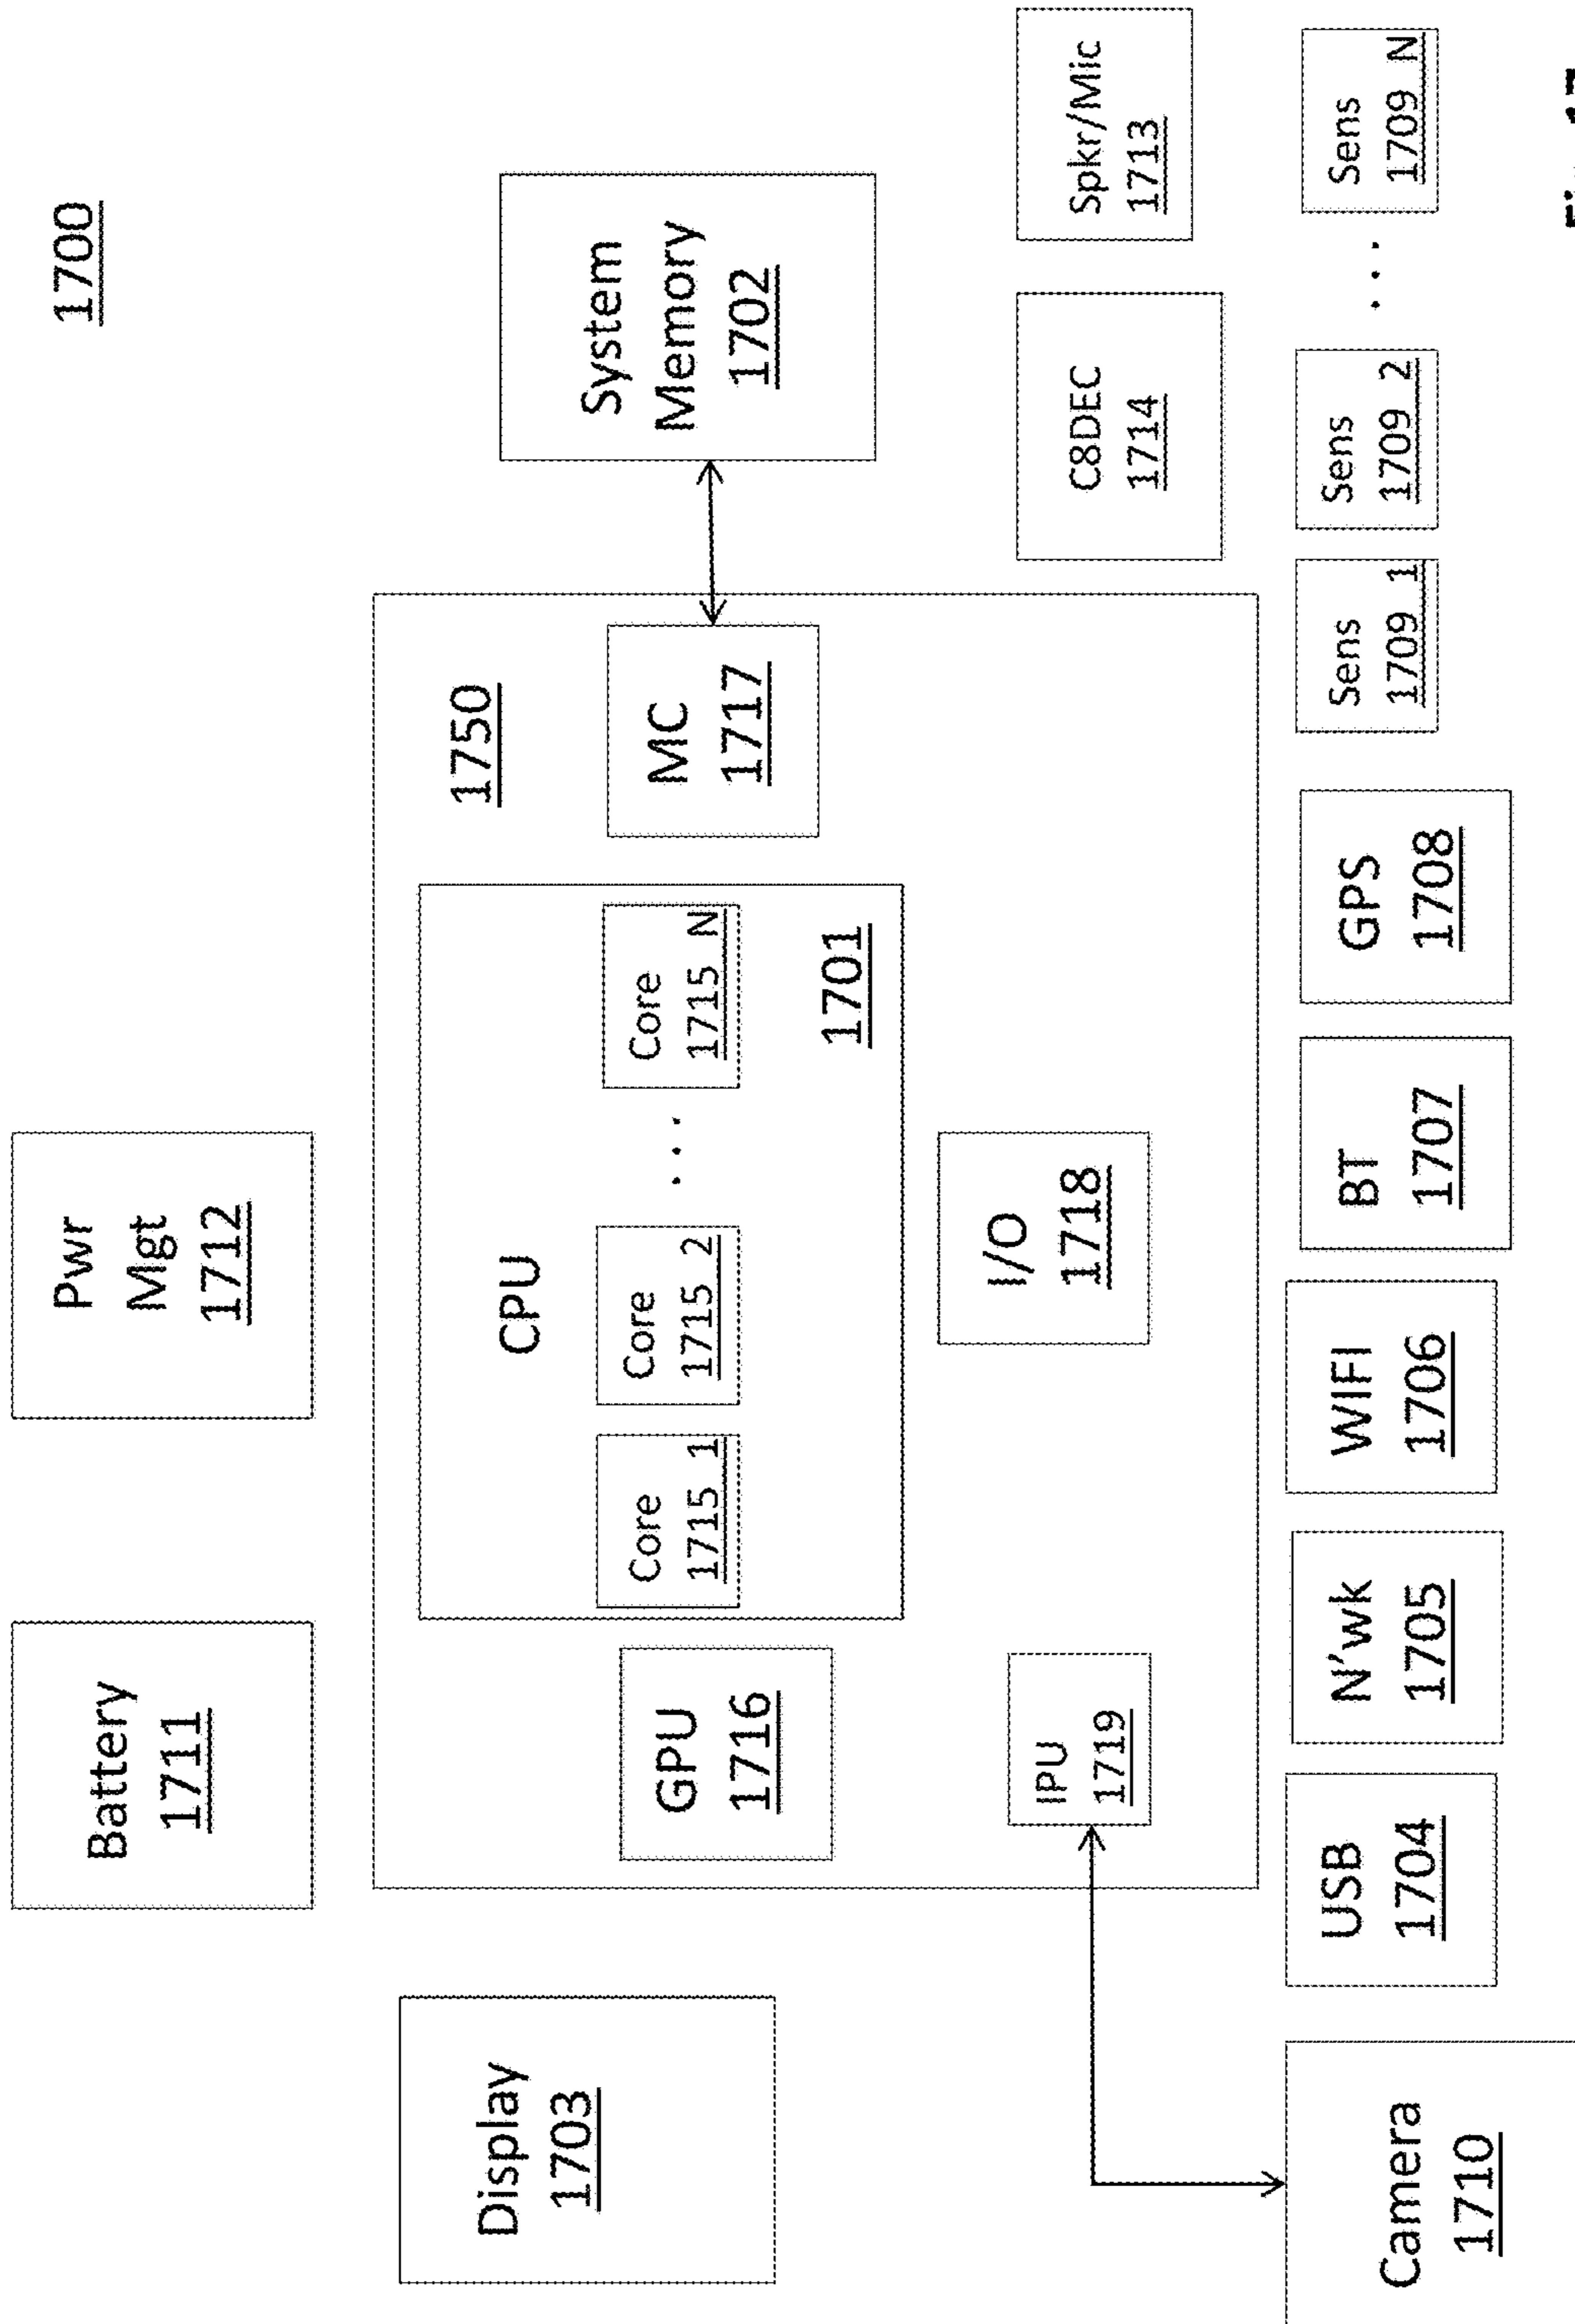 1700
Battery
1711
Pwr
Mgt
1712
Display
1703
1750
CPU
Core
1715_1
Core
1715_2
...
Core
1715_N
1701
GPU
1716
MC
1717
System
Memory
1702
IPU
1719
I/O
1718
C8DEC
1714
Spkr/Mic
1713
Camera
1710
USB
1704
N'wk
1705
WIFI
1706
BT
1707
GPS
1708
Sens
1709_1
Sens
1709_2
...
Sens
1709_N